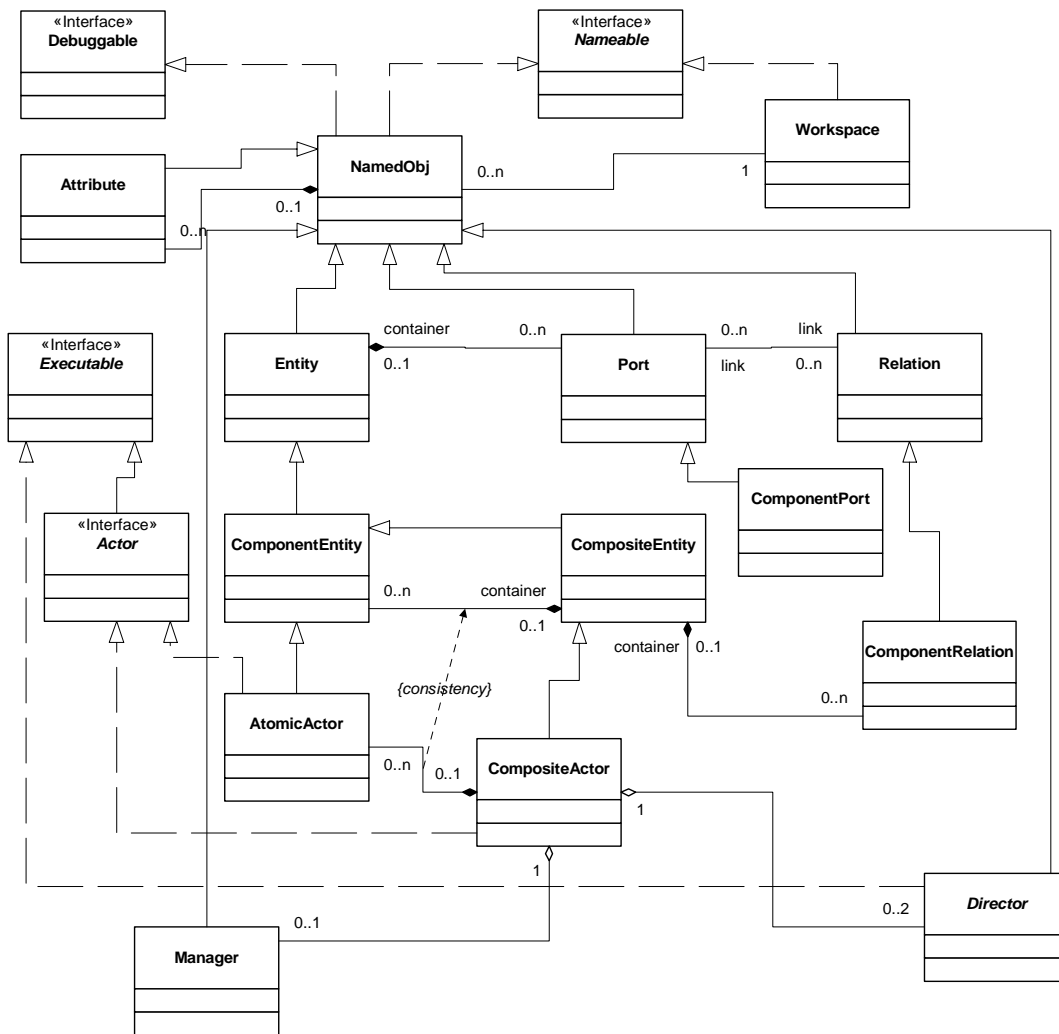 «Interface»
Debuggable
«Interface»
Nameable
Workspace
NamedObj
Attribute
0..n
1
0..1
0..n
container
0..n
0..n
link
«Interface»
Executable
Entity
0..1
Port
link
0..n
Relation
ComponentPort
«Interface»
Actor
ComponentEntity
CompositeEntity
0..n
container
0..1
container
0..1
ComponentRelation
{consistency}
0..n
AtomicActor
0..n
0..1
CompositeActor
1
1
0..2
Director
0..1
Manager